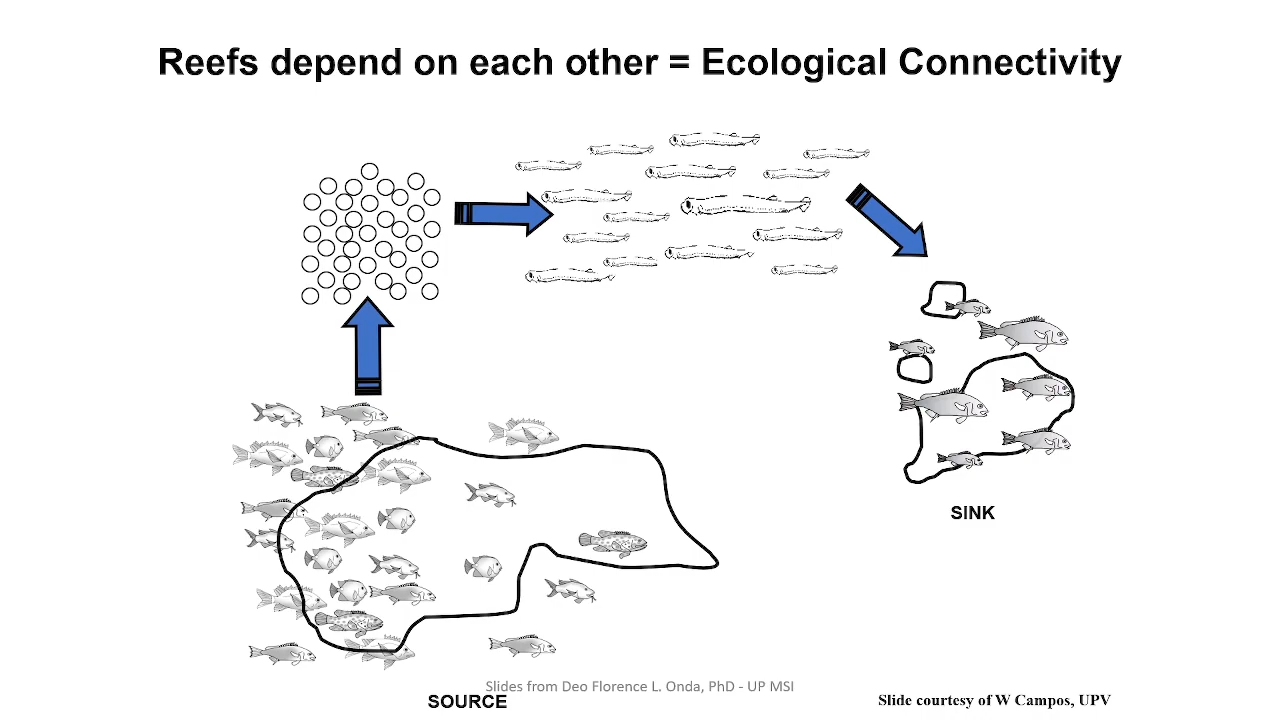 Reefs depend on each other = Ecological Connectivity
SINK
Slides from Deo Florence L. Onda, PhD - UP MSI
SOURCE
Slide courtesy of W Campos, UPV